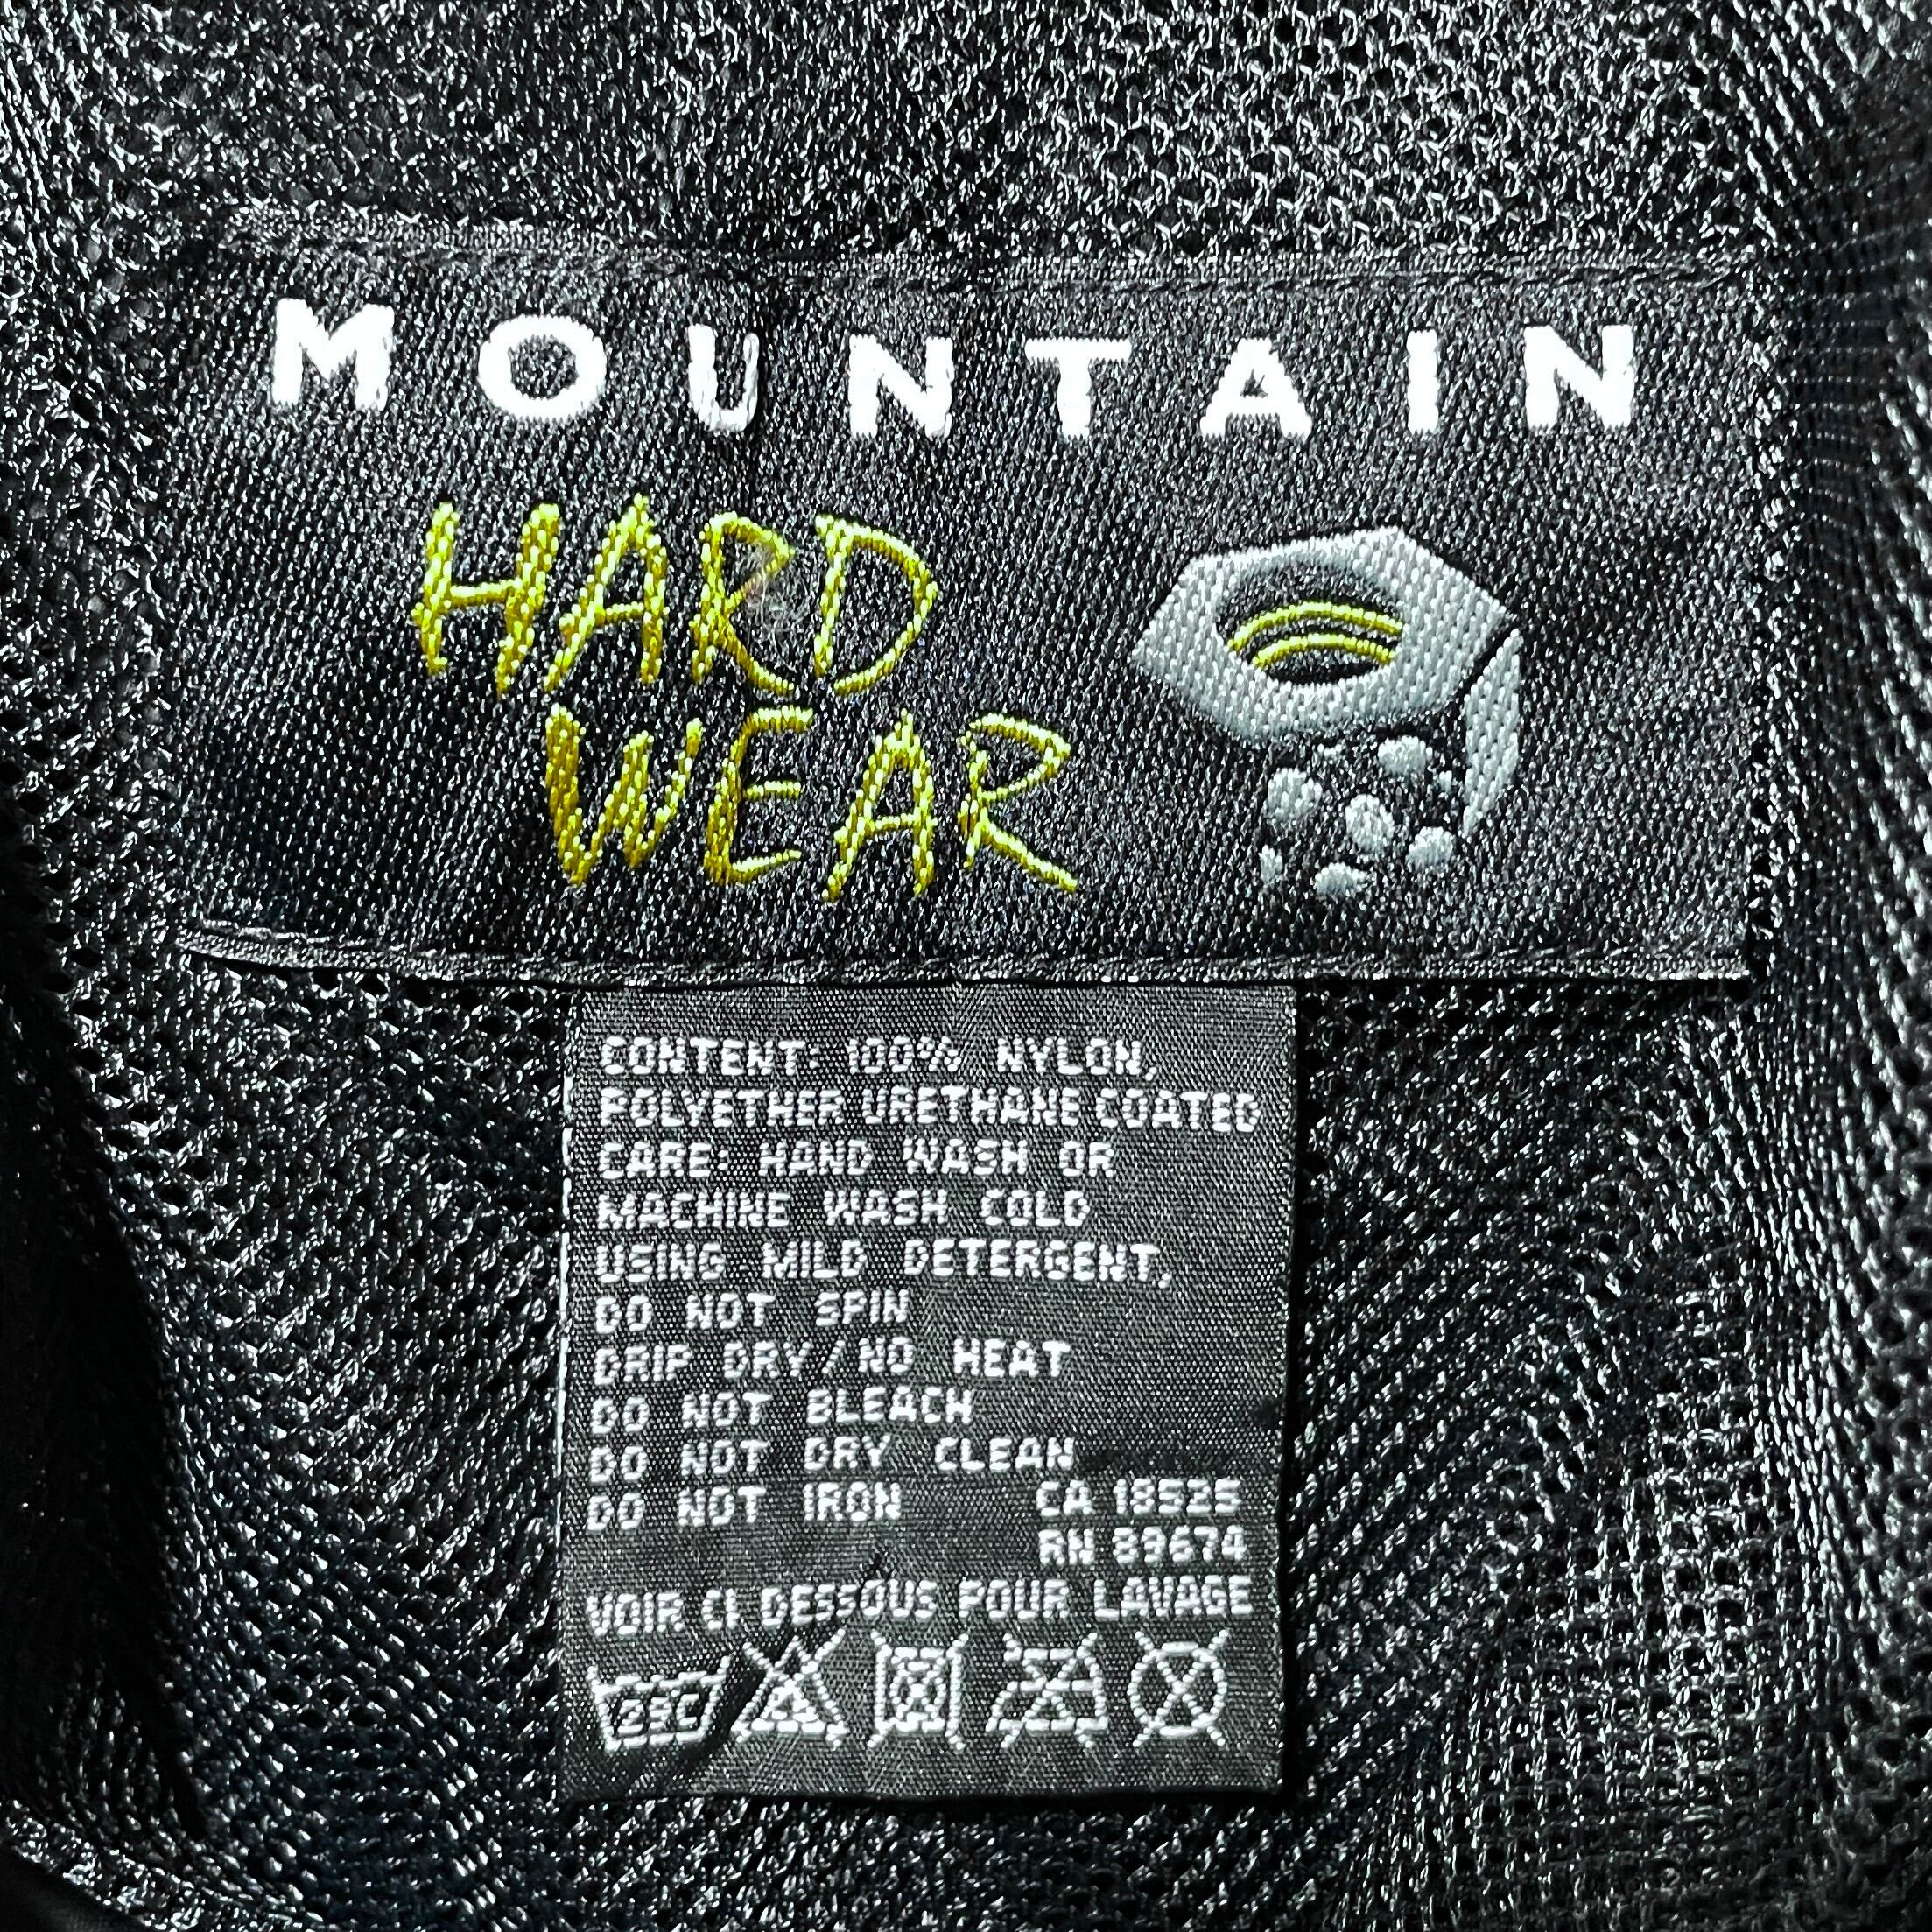 MOUNTAIN
HARD
WEAR
CONTENT: 100% NYLON,
POLYETHER URETHANE COATED
CARE: HAND WASH OR
MACHINE WASH COLD
USING MILD DETERGENT,
DO NOT SPIN
DRIP DRY/NO HEAT
DO NOT BLEACH
DO NOT DRY CLEAN
DO NOT IRON CA 18525
RN 89674
VOIR CI DESSOUS POUR LAVAGE